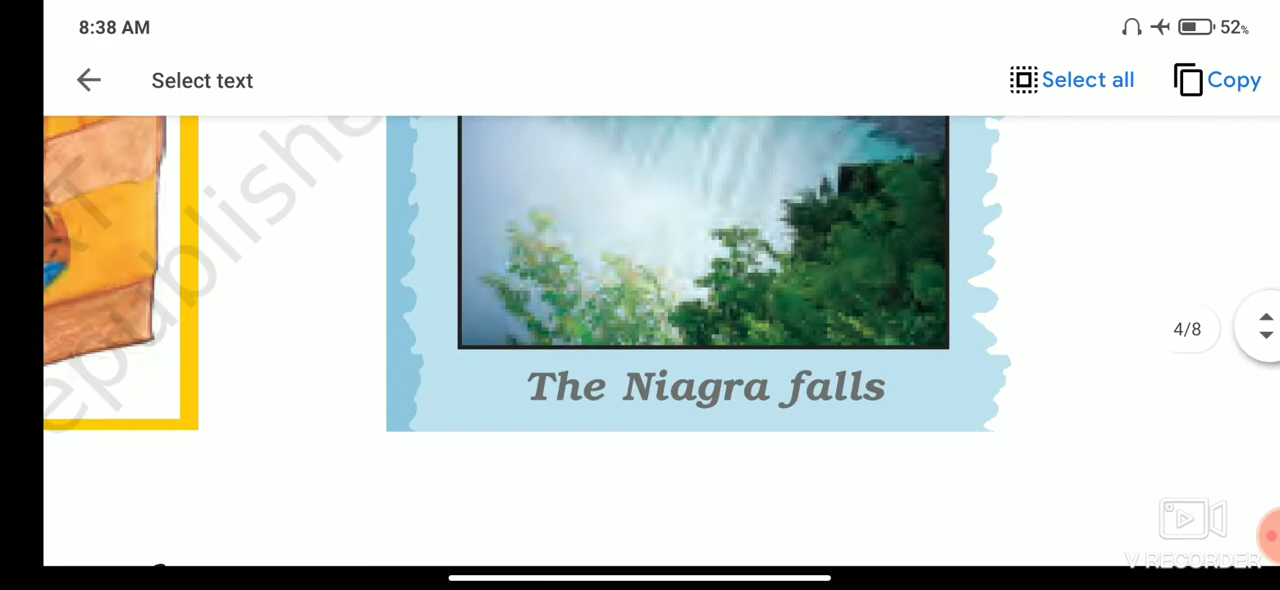 8:38 AM
52%
Select text
Select all
Copy
The Niagra falls
4/8
V RECORDER